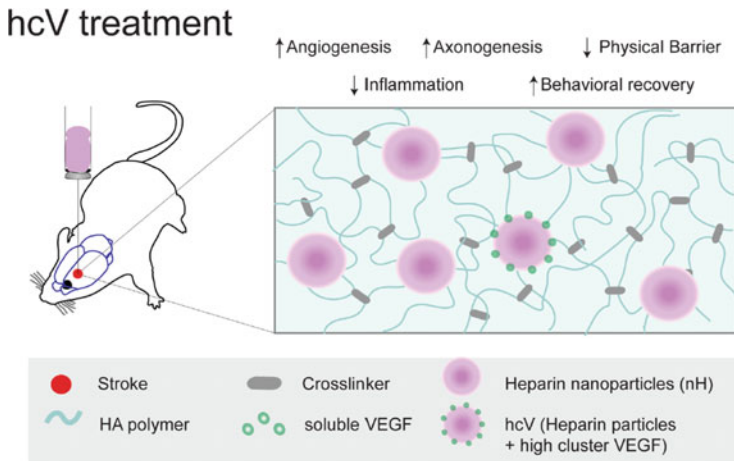 hcV treatment
↑Angiogenesis ↑Axonogenesis ↓ Physical Barrier
↓ Inflammation ↑Behavioral recovery
Stroke Crosslinker Heparin nanoparticles (nH)
HA polymer soluble VEGF hcV (Heparin particles
+ high cluster VEGF)